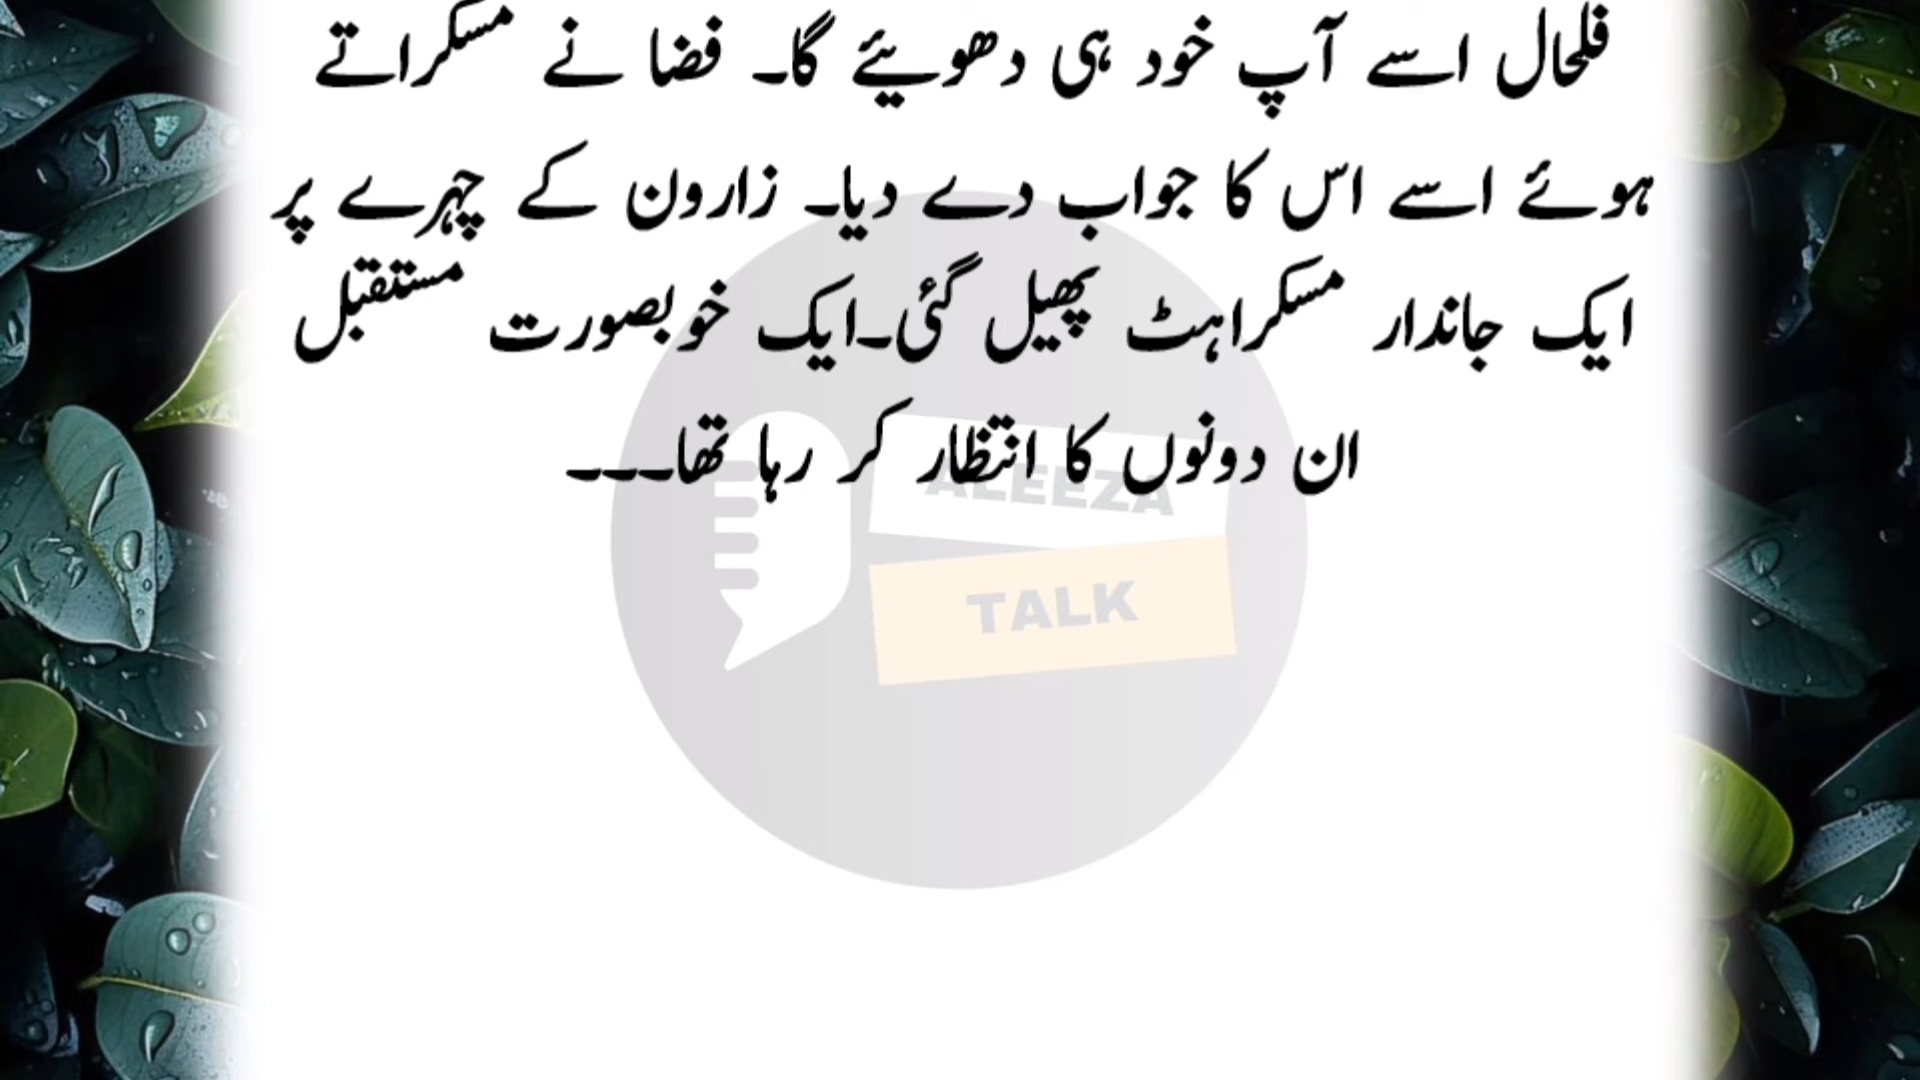 فلحال اسے آپ خود ہی دھویئے گا۔ فضا نے مسکراتے
ہوئے اسے اس کا جواب دے دیا۔ زارون کے چہرے پر
ایک جاندار مسکراہٹ پھیل گئی۔ایک خوبصورت مستقبل
ان دونوں کا انتظار کر رہا تھا۔۔۔۔
ALEEZA
TALK